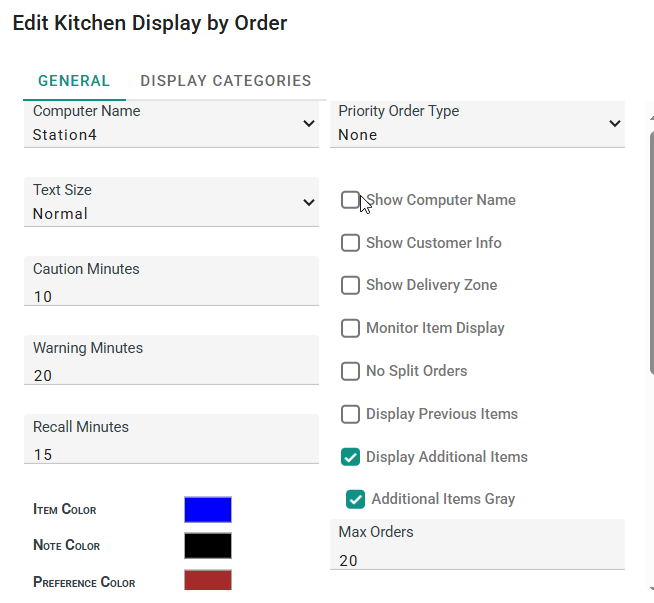 Edit Kitchen Display by Order
GENERAL
DISPLAY CATEGORIES
Computer Name
Station4
Priority Order Type
None
Text Size
Normal
Show Computer Name
Show Customer Info
Caution Minutes
10
Show Delivery Zone
Monitor Item Display
Warning Minutes
20
No Split Orders
Display Previous Items
Recall Minutes
15
Display Additional Items
Additional Items Gray
Item Color
Note Color
Preference Color
Max Orders
20